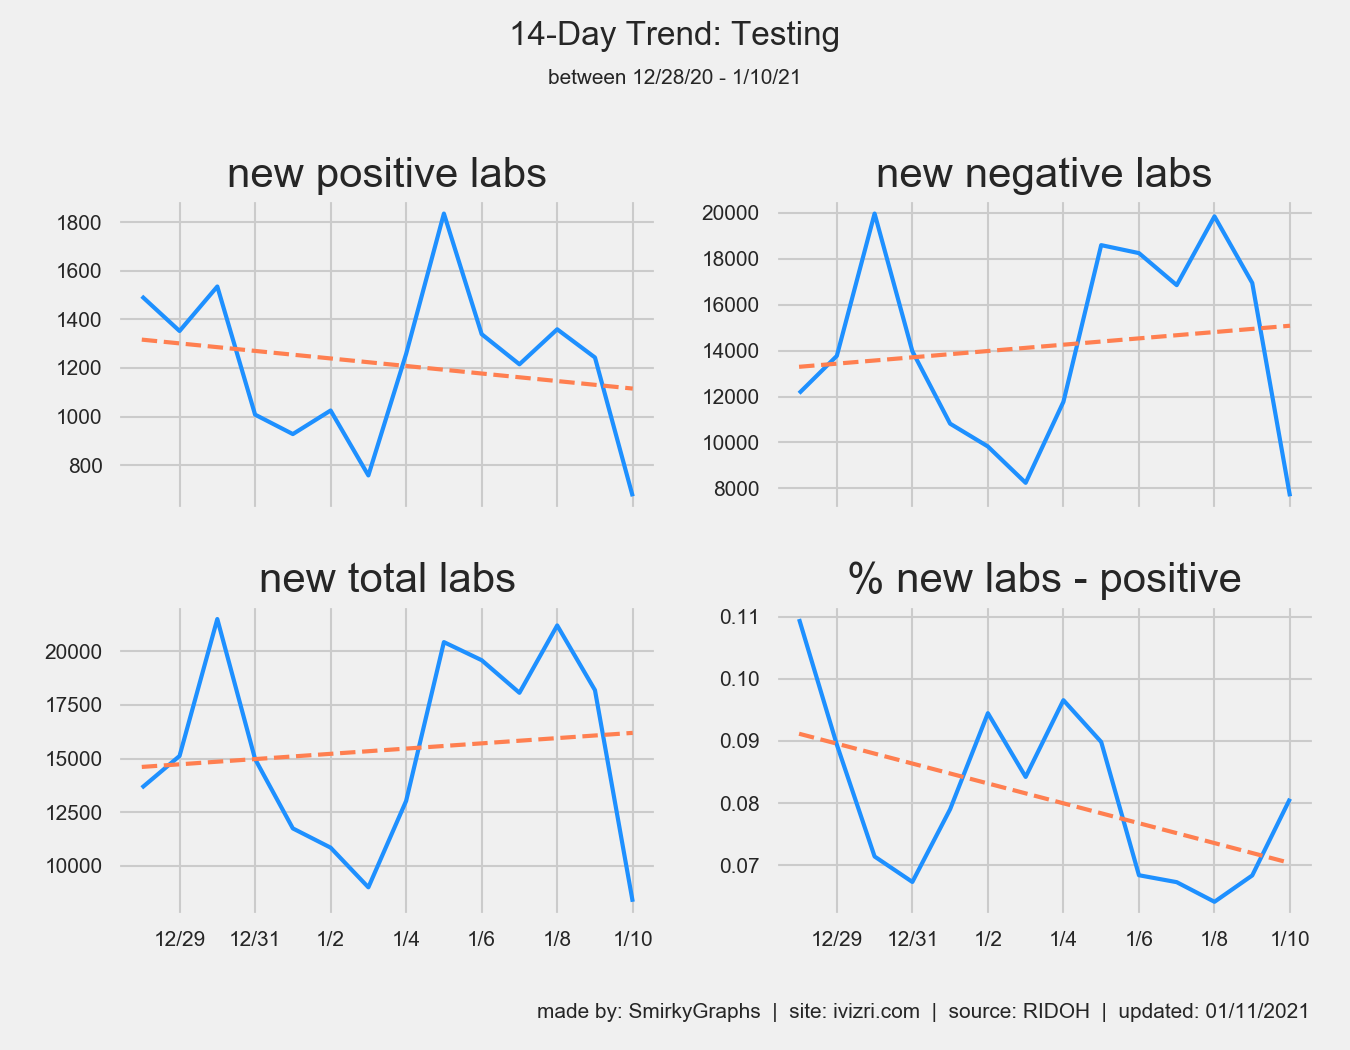 14-Day Trend: Testing
between 12/28/20 - 1/10/21
new positive labs
1800
1600
1400
1200
1000
800
new negative labs
20000
18000
16000
14000
12000
10000
8000
new total labs
20000
17500
15000
12500
10000
12/29 12/31 1/2 1/4 1/6 1/8 1/10
% new labs - positive
0.11
0.10
0.09
0.08
0.07
12/29 12/31 1/2 1/4 1/6 1/8 1/10
made by: SmirkyGraphs | site: ivizri.com | source: RIDOH | updated: 01/11/2021